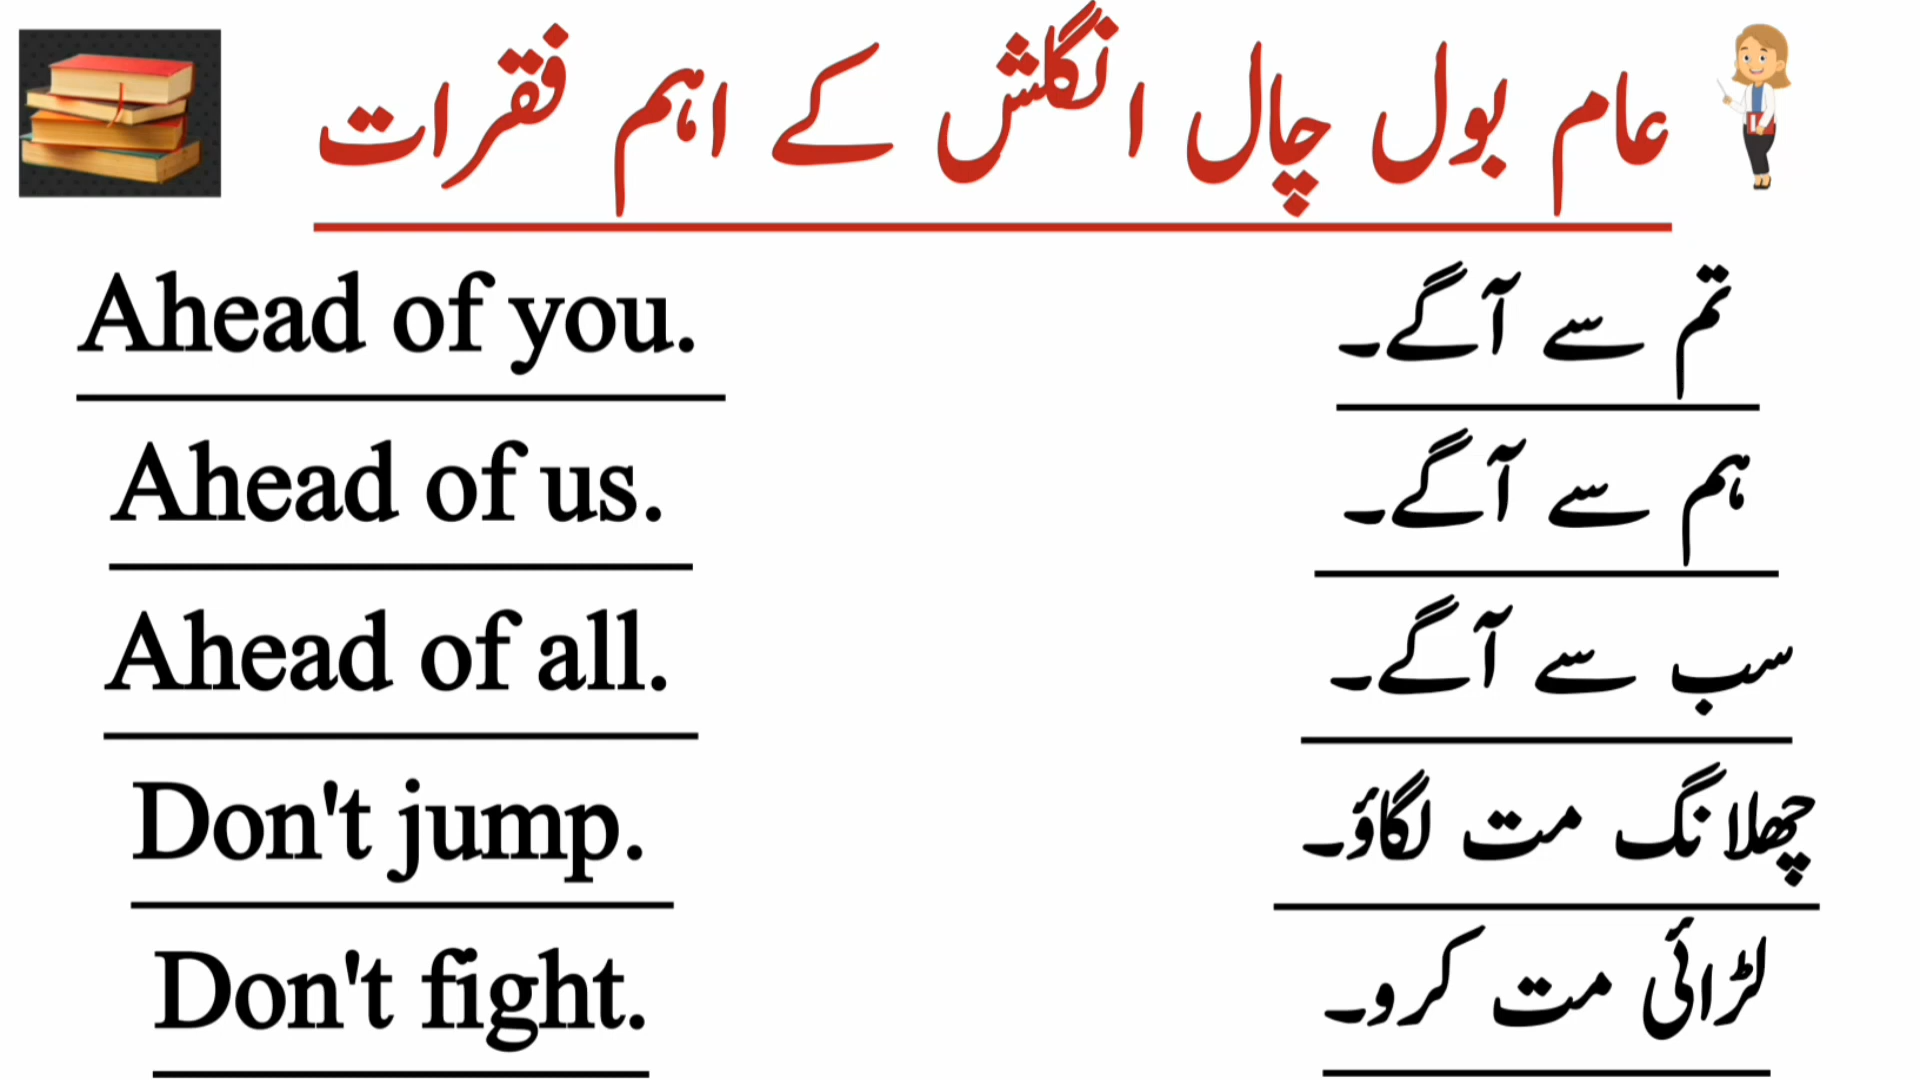 عام بول چال انگلش کے اہم فقرات
Ahead of you. تم سے آگے۔
Ahead of us. ہم سے آگے۔
Ahead of all. سب سے آگے۔
Don't jump. چھلانگ مت لگاؤ۔
Don't fight. لڑائی مت کرو۔